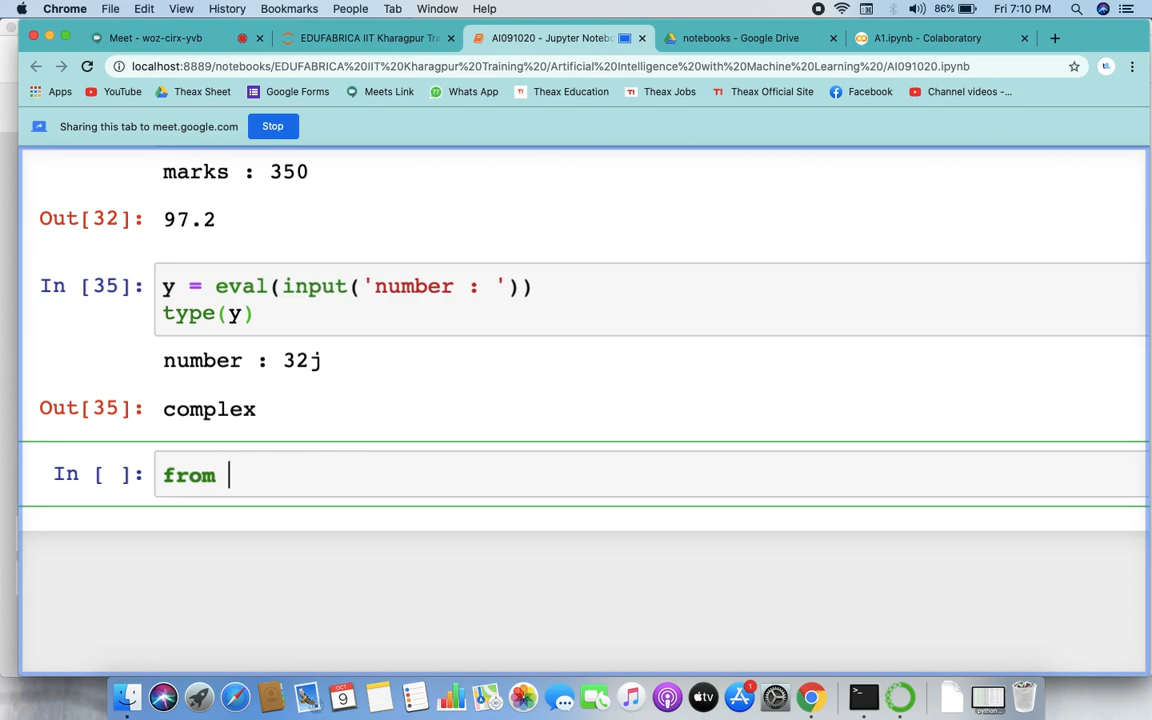 Chrome File Edit View History Bookmarks People Tab Window Help 86% Fri 7:10 PM
Meet - woz-cirx-yvb EDUFABRICA IIT Kharagpur Tra AI091020 - Jupyter Notebo notebooks - Google Drive A1.ipynb - Colaboratory
localhost:8889/notebooks/EDUFABRICA%20IIT%20Kharagpur%20Training%20/Artificial%20Intelligence%20with%20Machine%20Learning%20/AI091020.ipynb
Apps YouTube Theax Sheet Google Forms Meets Link Whats App Theax Education Theax Jobs Theax Official Site Facebook Channel videos -...
Sharing this tab to meet.google.com Stop
marks : 350
Out[32]: 97.2
In [35]: y = eval(input('number : '))
type(y)
number : 32j
Out[35]: complex
In [ ]: from